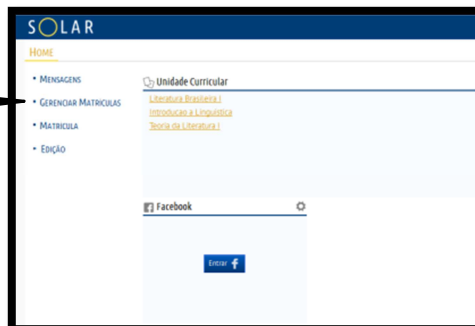 SOLAR
HOME
MENSAGENS
GERENCIAR MATRICULAS
MATRICULA
EDIÇÃO
Unidade Curricular
Literatura Brasileira I
Introducao a Linguistica
Teoria da Literatura I
Facebook
Entrar